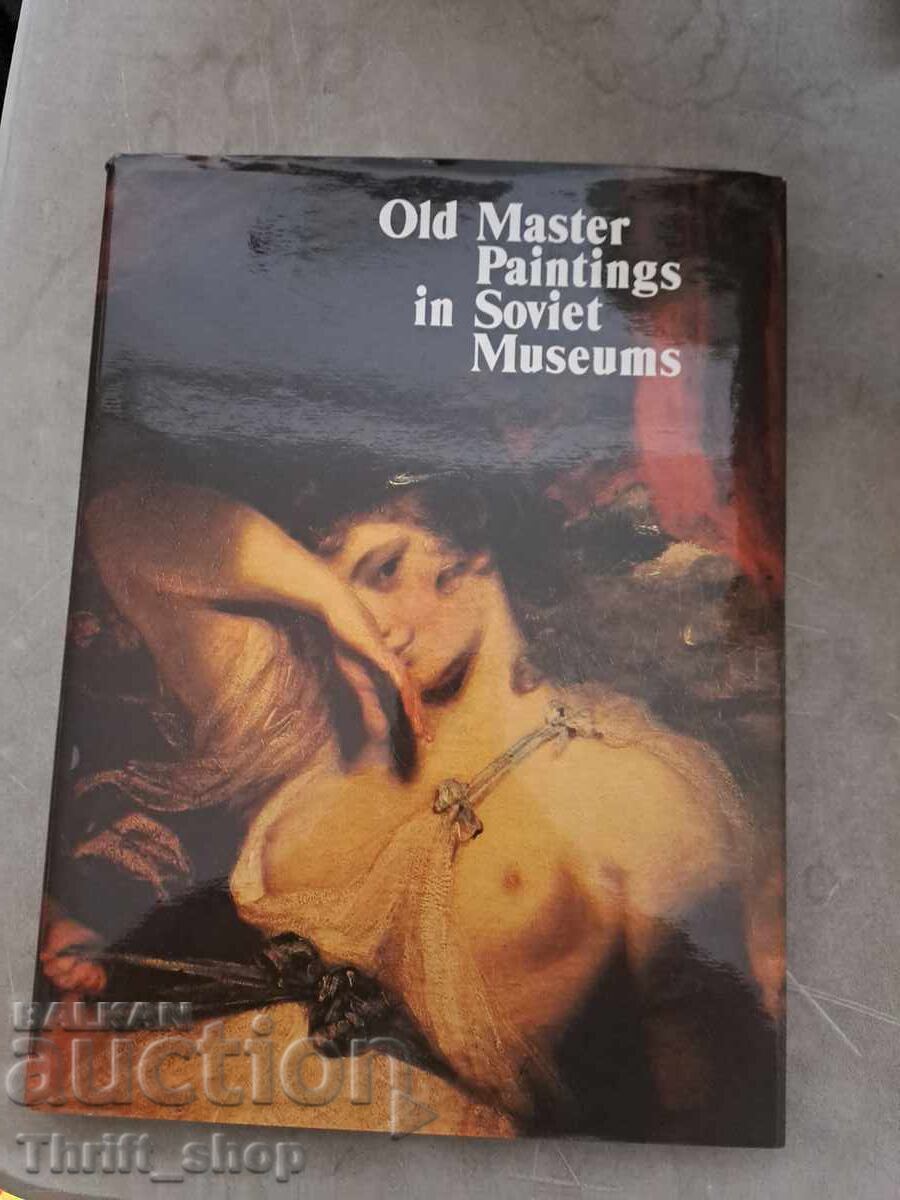 Old Master
Paintings
in Soviet
Museums
BALKAN
auction
Thrift_shop